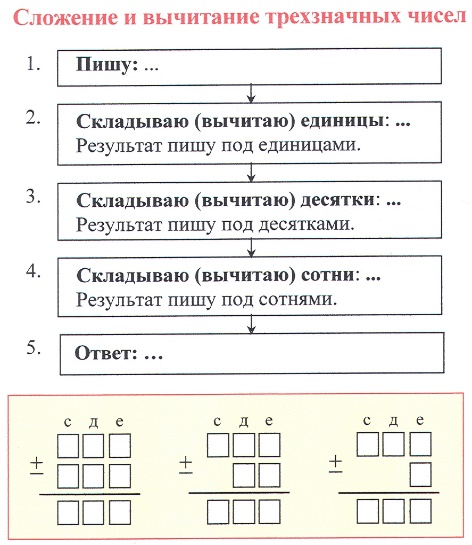 Сложение и вычитание трехзначных чисел
1. Пишу: ...
2. Складываю (вычитаю) единицы: ...
Результат пишу под единицами.
3. Складываю (вычитаю) десятки: ...
Результат пишу под десятками.
4. Складываю (вычитаю) сотни: ...
Результат пишу под сотнями.
5. Ответ: ...
с д е с д е с д е
± ± ±